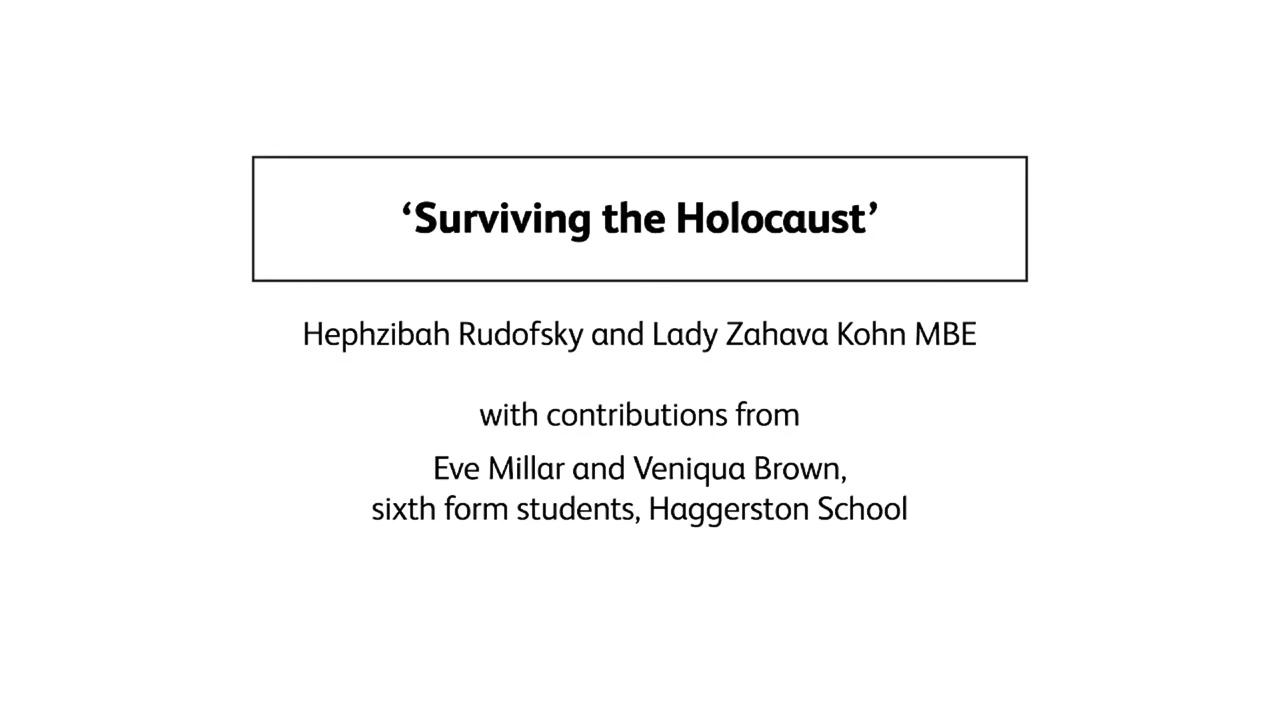 ‘Surviving the Holocaust’
Hephzibah Rudofsky and Lady Zahava Kohn MBE
with contributions from
Eve Millar and Veniqua Brown,
sixth form students, Haggerston School